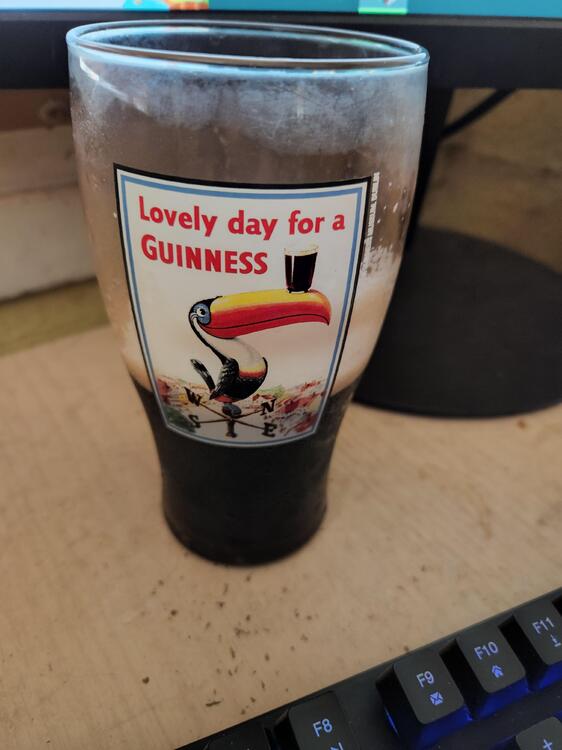 Lovely day for a
GUINNESS
W N
S E
F8
F9
F10
F11
+